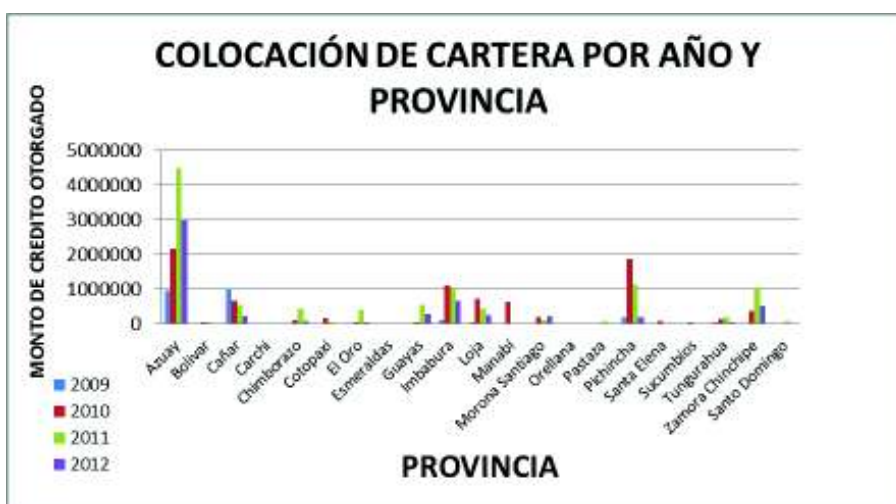 COLOCACIÓN DE CARTERA POR AÑO Y
PROVINCIA
MONTO DE CREDITO OTORGADO
5000000
4000000
3000000
2000000
1000000
0
Azuay
Bolivar
Cañar
Carchi
Chimborazo
Cotopaxi
El Oro
Esmeraldas
Guayas
Imbabura
Loja
Manabi
Morona Santiago
Orellana
Pastaza
Pichincha
Santa Elena
Sucumbios
Tungurahua
Zamora Chinchipe
Santo Domingo
2009
2010
2011
2012
PROVINCIA